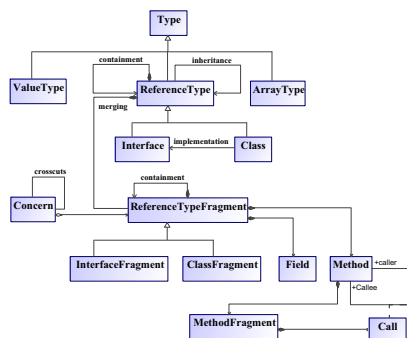 Type
containment
inheritance
ValueType
ReferenceType
ArrayType
merging
Interface
implementation
Class
crosscuts
containment
Concern
ReferenceTypeFragment
+caller
InterfaceFragment
ClassFragment
Field
Method
+Callee
MethodFragment
Call